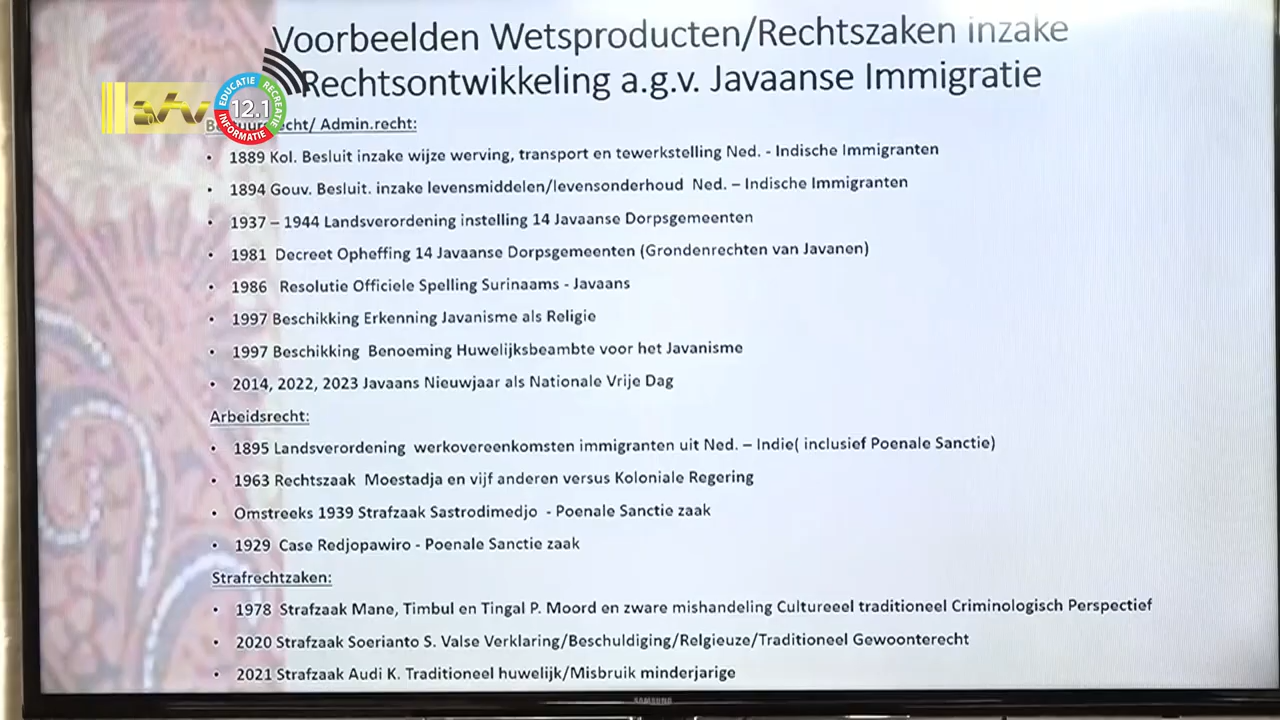 Voorbeelden Wetsproducten/Rechtszaken inzake
Rechtsontwikkeling a.g.v. Javaanse Immigratie
stv
EDUCATIE RECREATIE INFORMATIE
12.1
Admin.recht:
• 1889 Kol. Besluit inzake wijze werving, transport en tewerkstelling Ned. - Indische Immigranten
• 1894 Gouv. Besluit. inzake levensmiddelen/levensonderhoud Ned. – Indische Immigranten
• 1937 – 1944 Landsverordening instelling 14 Javaanse Dorpsgemeenten
• 1981 Decreet Opheffing 14 Javaanse Dorpsgemeenten (Grondenrechten van Javanen)
• 1986 Resolutie Officiele Spelling Surinaams - Javaans
• 1997 Beschikking Erkenning Javanisme als Religie
• 1997 Beschikking Benoeming Huwelijksbeambte voor het Javanisme
• 2014, 2022, 2023 Javaans Nieuwjaar als Nationale Vrije Dag
Arbeidsrecht:
• 1895 Landsverordening werkovereenkomsten immigranten uit Ned. – Indie( inclusief Poenale Sanctie)
• 1963 Rechtszaak Moestadja en vijf anderen versus Koloniale Regering
• Omstreeks 1939 Strafzaak Sastrodimedjo - Poenale Sanctie zaak
• 1929 Case Redjopawiro - Poenale Sanctie zaak
Strafrechtzaken:
• 1978 Strafzaak Mane, Timbul en Tingal P. Moord en zware mishandeling Cultureeel traditioneel Criminologisch Perspectief
• 2020 Strafzaak Soerianto S. Valse Verklaring/Beschuldiging/Relgieuze/Traditioneel Gewoonterecht
• 2021 Strafzaak Audi K. Traditioneel huwelijk/Misbruik minderjarige
SAMSUNG